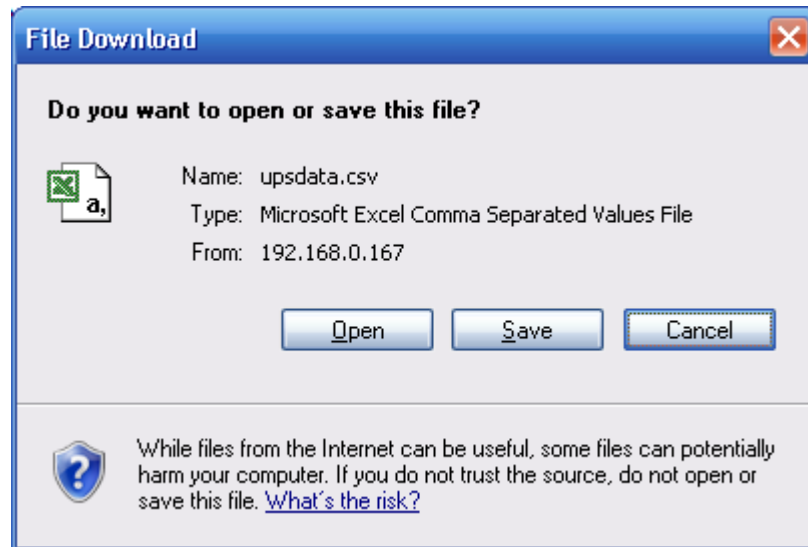 File Download
Do you want to open or save this file?
a,
Name: upsdata.csv
Type: Microsoft Excel Comma Separated Values File
From: 192.168.0.167
Open Save Cancel
While files from the Internet can be useful, some files can potentially
harm your computer. If you do not trust the source, do not open or
save this file. What's the risk?